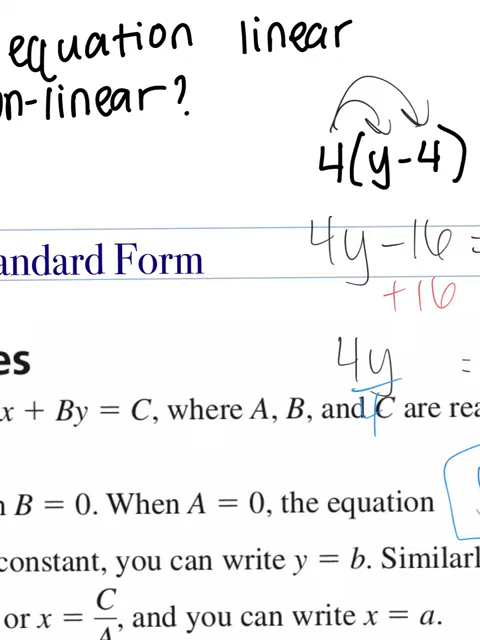 equation linear
n-linear?
4(y-4)
4y-16 =
andard Form
+16
es
4y =
x + By = C, where A, B, and C are rea
B = 0. When A = 0, the equation
constant, you can write y = b. Similarl
or x = C/A, and you can write x = a.